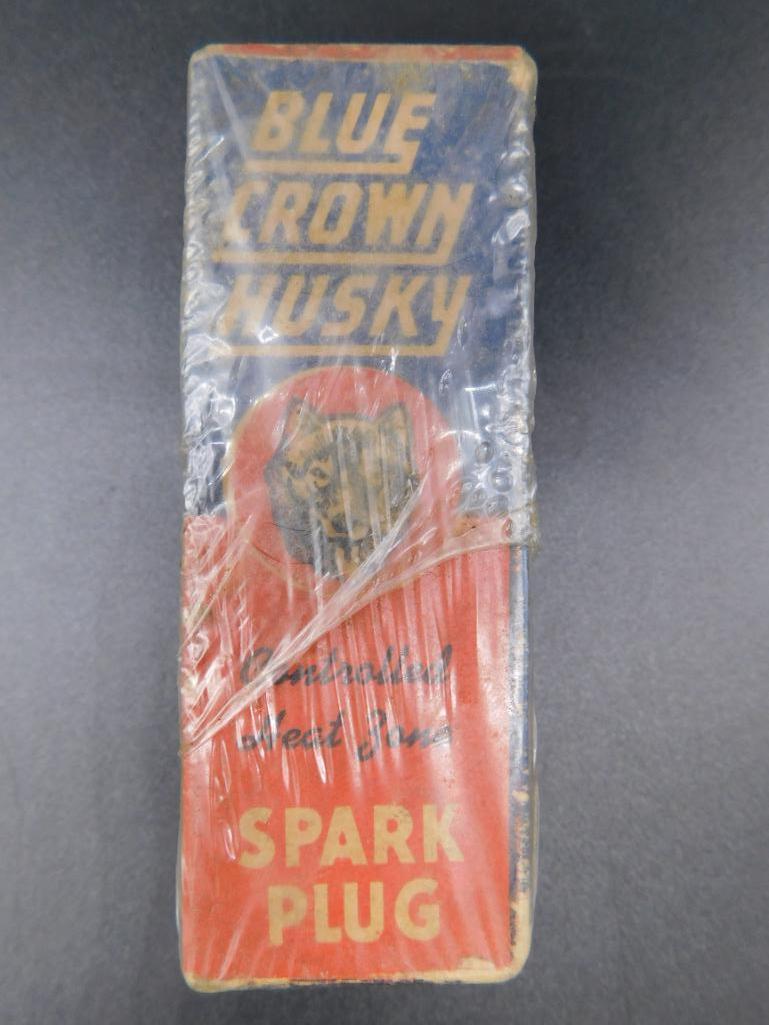 BLUE
CROWN
HUSKY
Controlled
Heat Zone
SPARK
PLUG